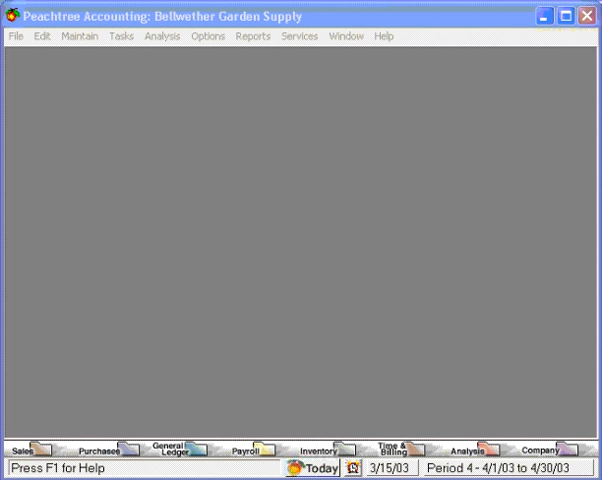 Peachtree Accounting: Bellwether Garden Supply
File Edit Maintain Tasks Analysis Options Reports Services Window Help
Sales Purchases General Ledger Payroll Inventory Time & Billing Analysis Company
Press F1 for Help Today 3/15/03 Period 4 - 4/1/03 to 4/30/03